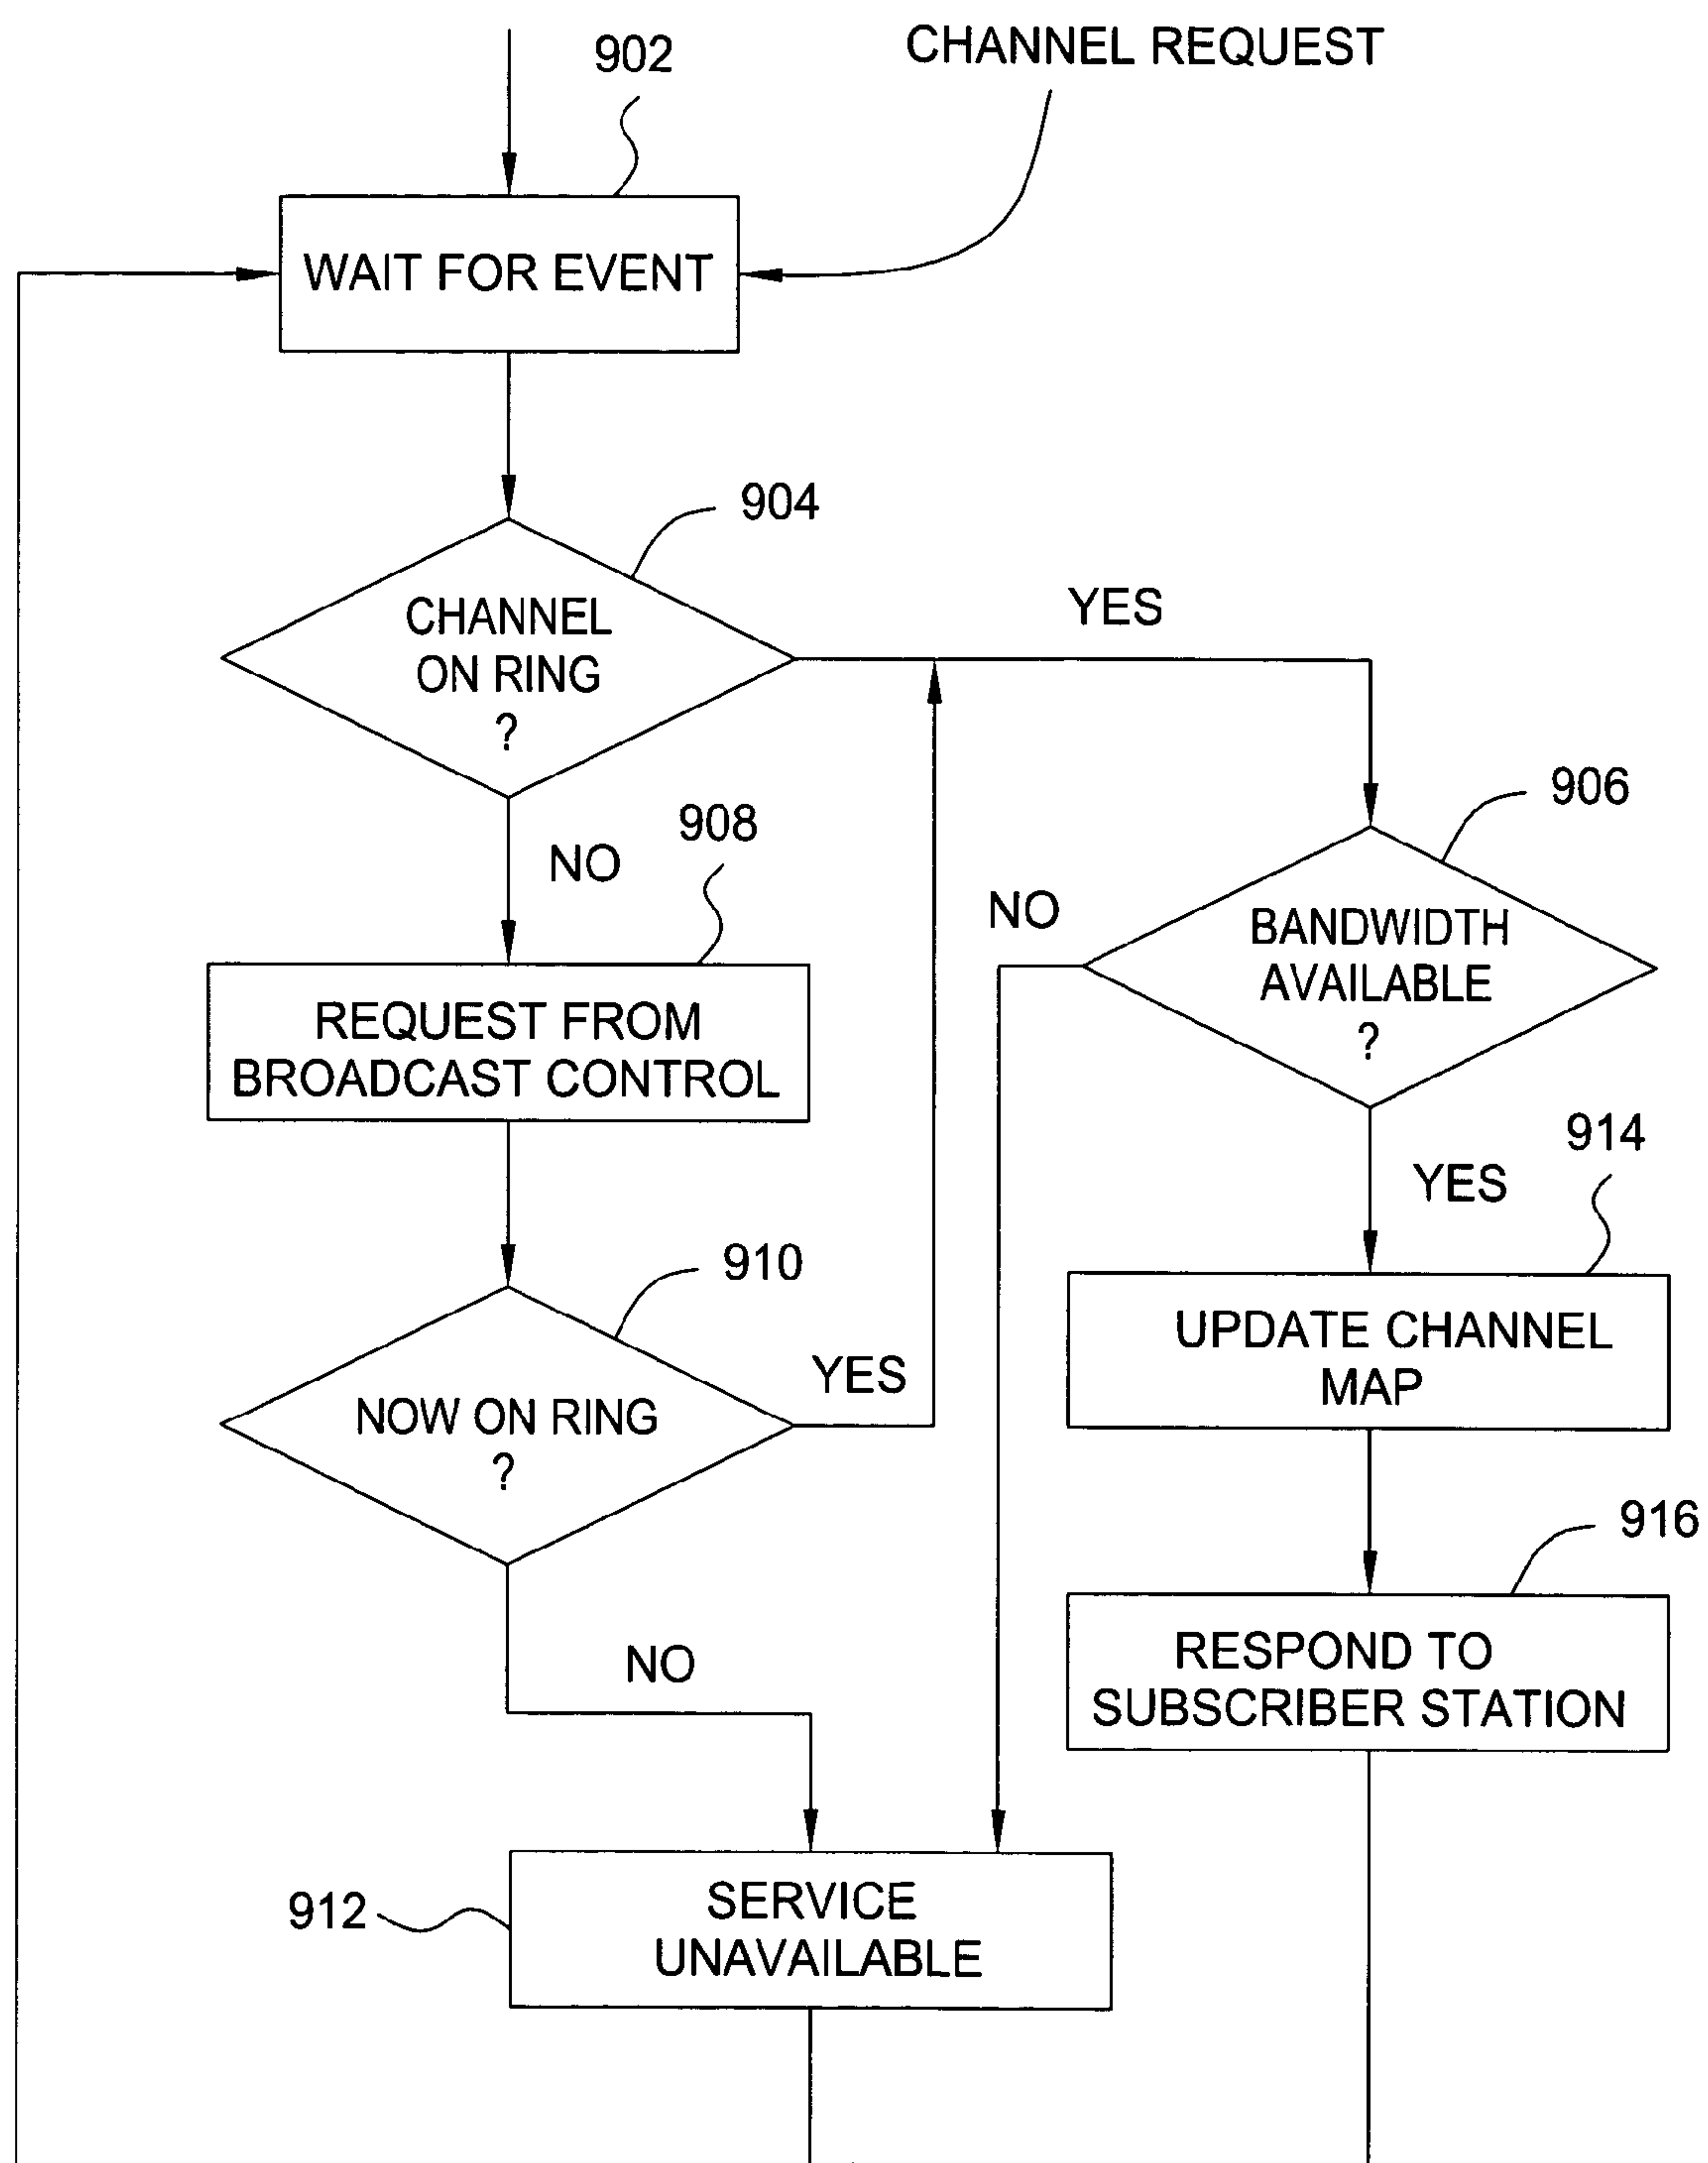 902
CHANNEL REQUEST
WAIT FOR EVENT
904
CHANNEL
ON RING
?
YES
906
908
NO
NO
BANDWIDTH
AVAILABLE
?
REQUEST FROM
BROADCAST CONTROL
914
YES
910
UPDATE CHANNEL
MAP
YES
NOW ON RING
?
916
NO
RESPOND TO
SUBSCRIBER STATION
912
SERVICE
UNAVAILABLE